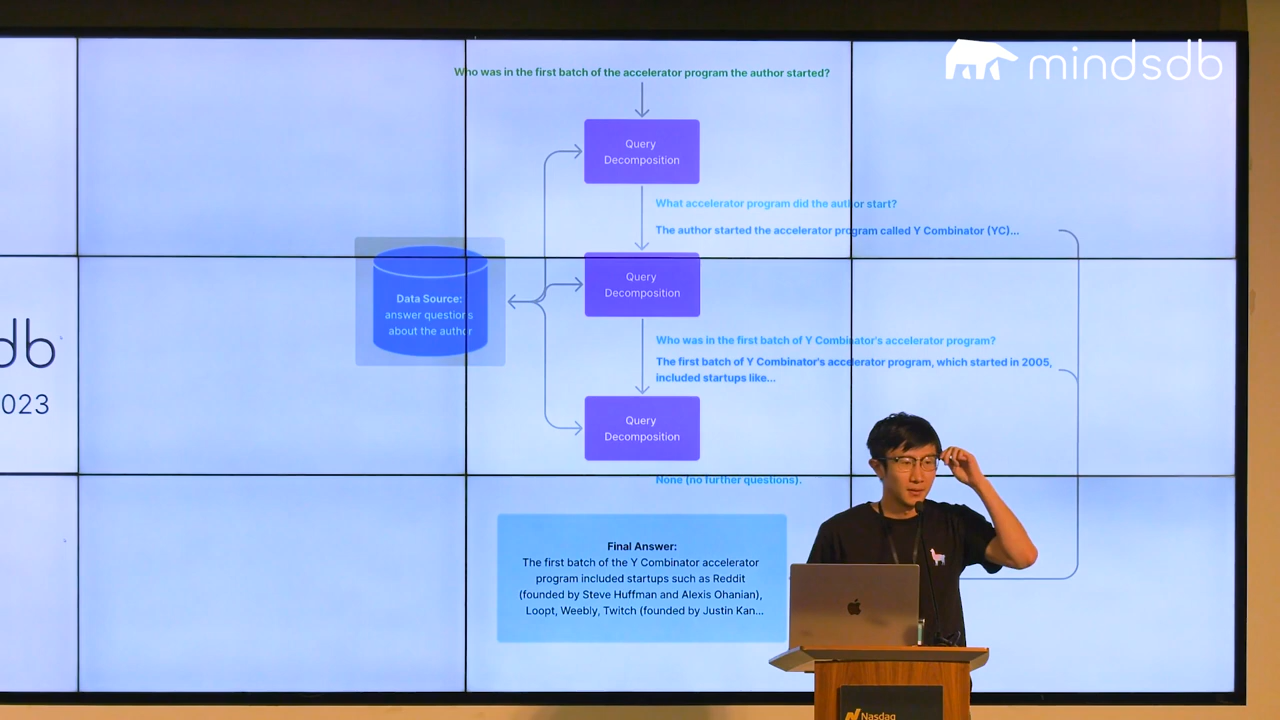 mindsdb
Who was in the first batch of the accelerator program the author started?
Query
Decomposition
What accelerator program did the author start?
The author started the accelerator program called Y Combinator (YC)...
Query
Decomposition
Data Source:
answer questions
about the author
db
023
Who was in the first batch of Y Combinator's accelerator program?
The first batch of Y Combinator's accelerator program, which started in 2005,
included startups like...
Query
Decomposition
None (no further questions).
Final Answer:
The first batch of the Y Combinator accelerator
program included startups such as Reddit
(founded by Steve Huffman and Alexis Ohanian),
Loopt, Weebly, Twitch (founded by Justin Kan...
Nasdaq